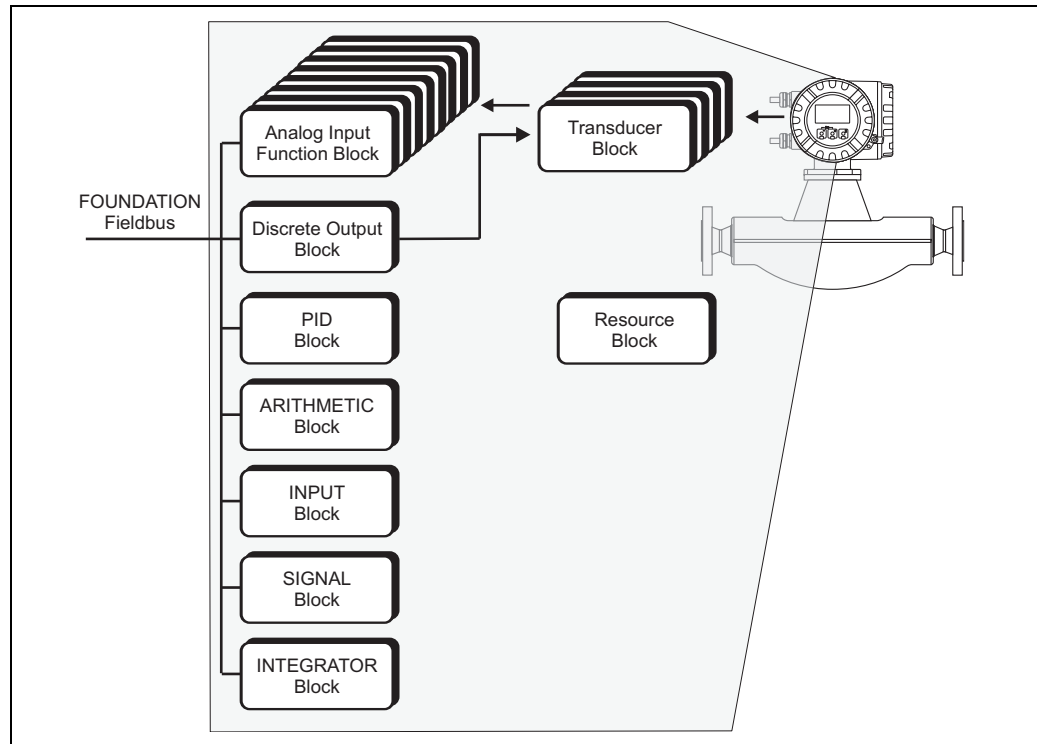 Analog Input
Function Block
Transducer
Block
FOUNDATION
Fieldbus
Discrete Output
Block
PID
Block
Resource
Block
ARITHMETIC
Block
INPUT
Block
SIGNAL
Block
INTEGRATOR
Block